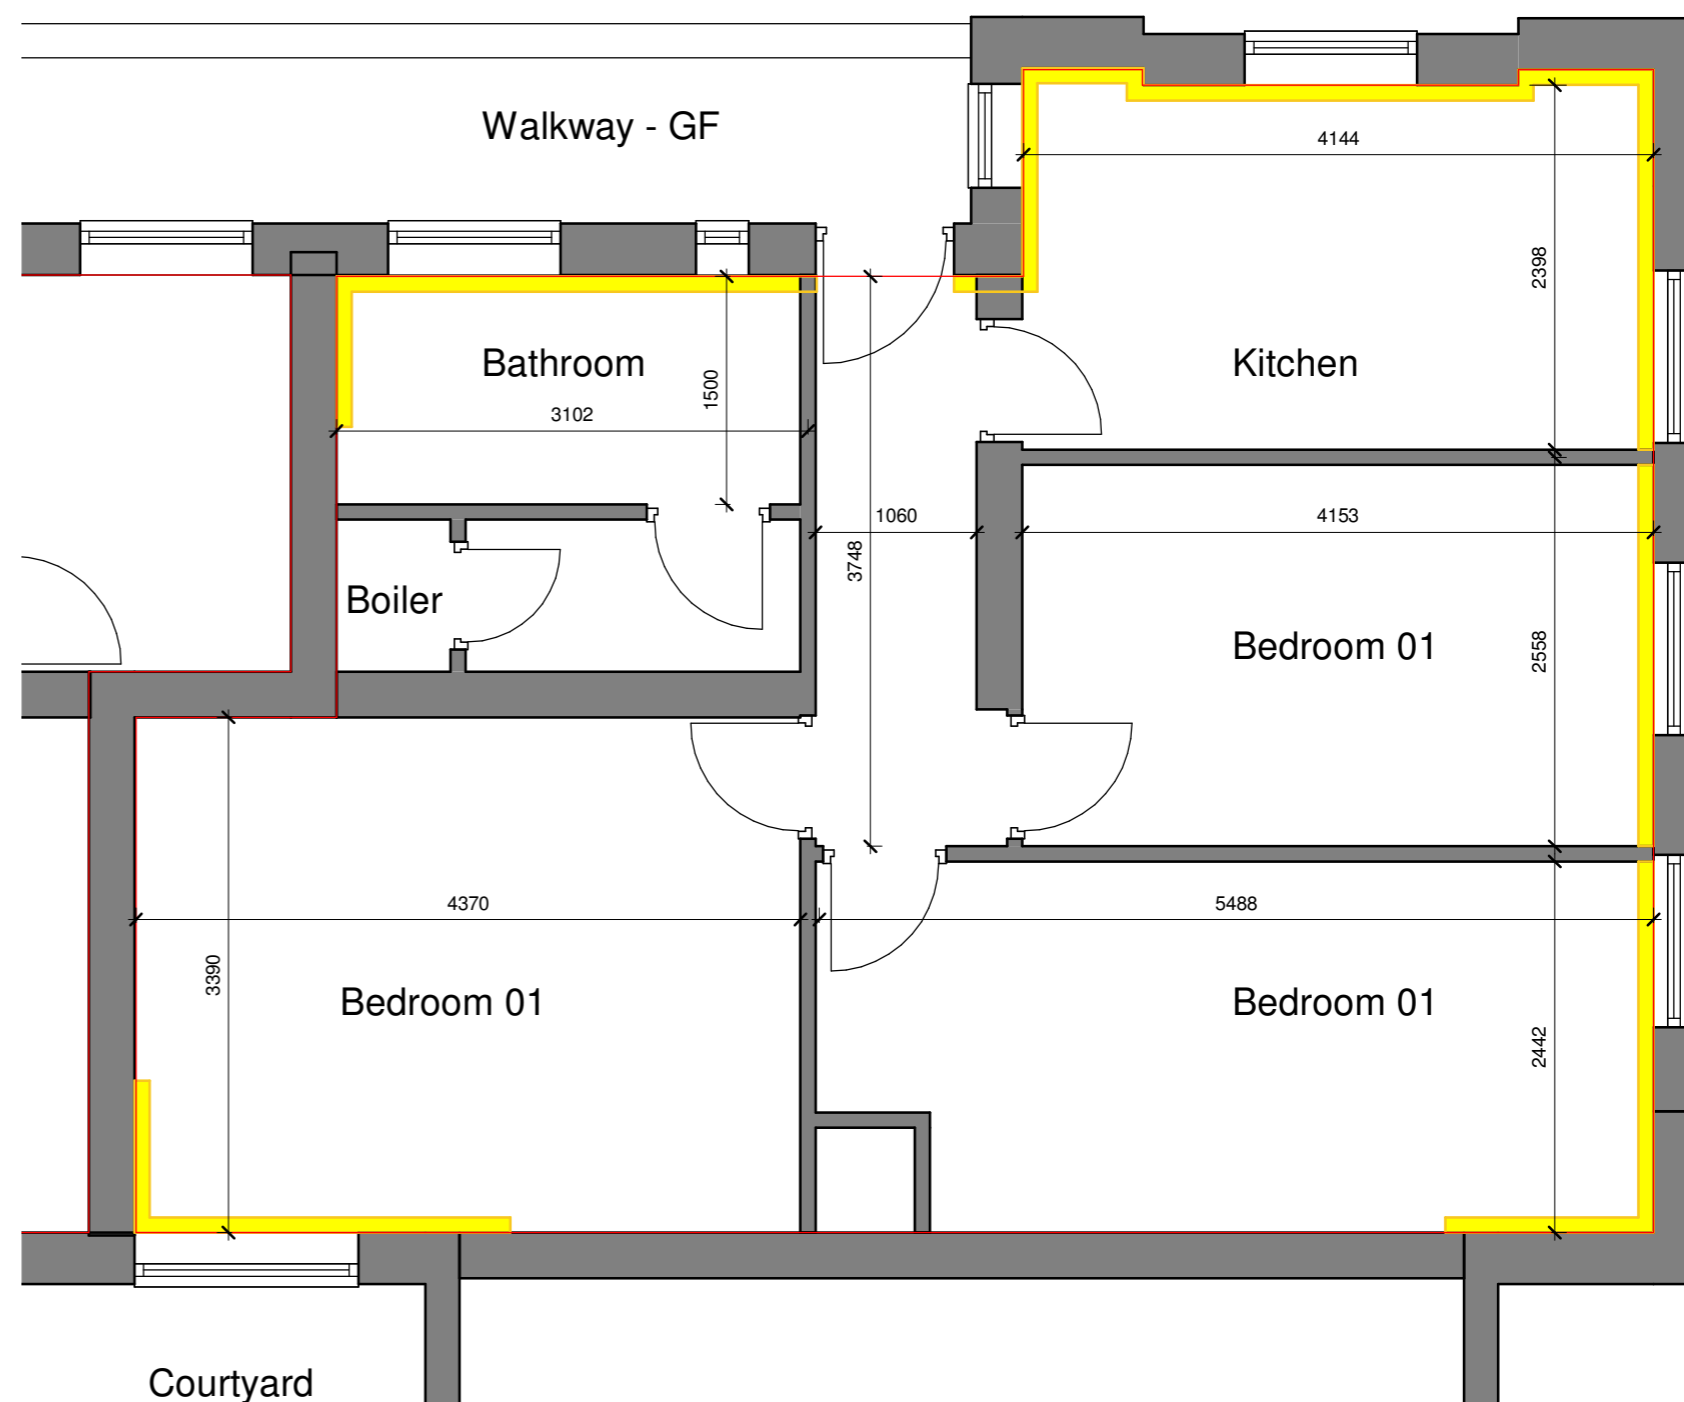 Walkway - GF
4144
2398
Bathroom
1500
3102
Kitchen
1060
3748
4153
Boiler
Bedroom 01
2558
4370
5488
3390
Bedroom 01
Bedroom 01
2442
Courtyard